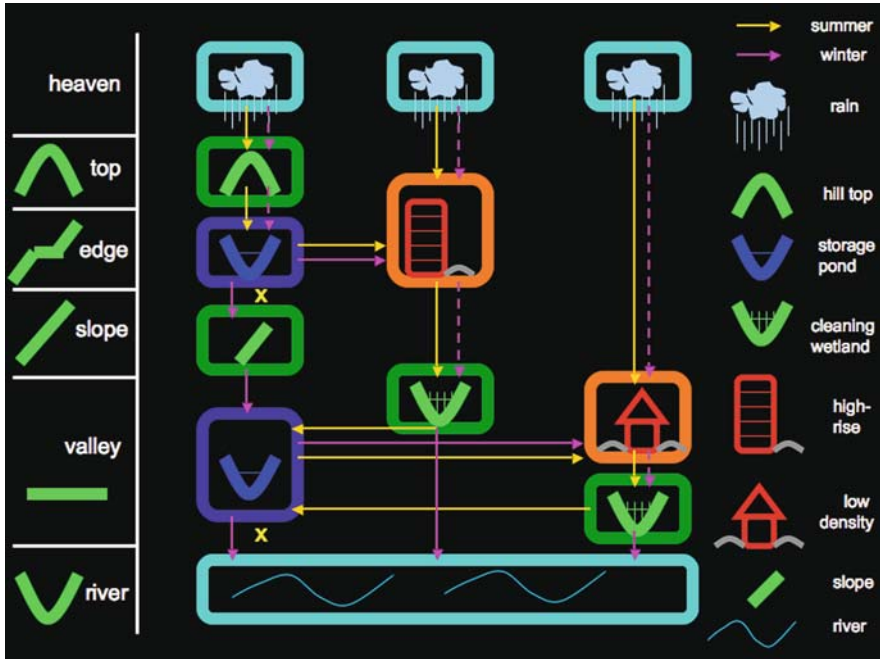 heaven
top
edge
slope
valley
river
x
x
summer
winter
rain
hill top
storage
pond
cleaning
wetland
high-
rise
low
density
slope
river